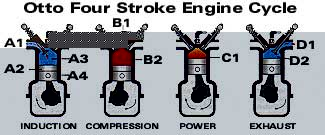 Otto Four Stroke Engine Cycle
B1
A1
D1
A3
B2
C1
A2
D2
A4
INDUCTION COMPRESSION POWER EXHAUST